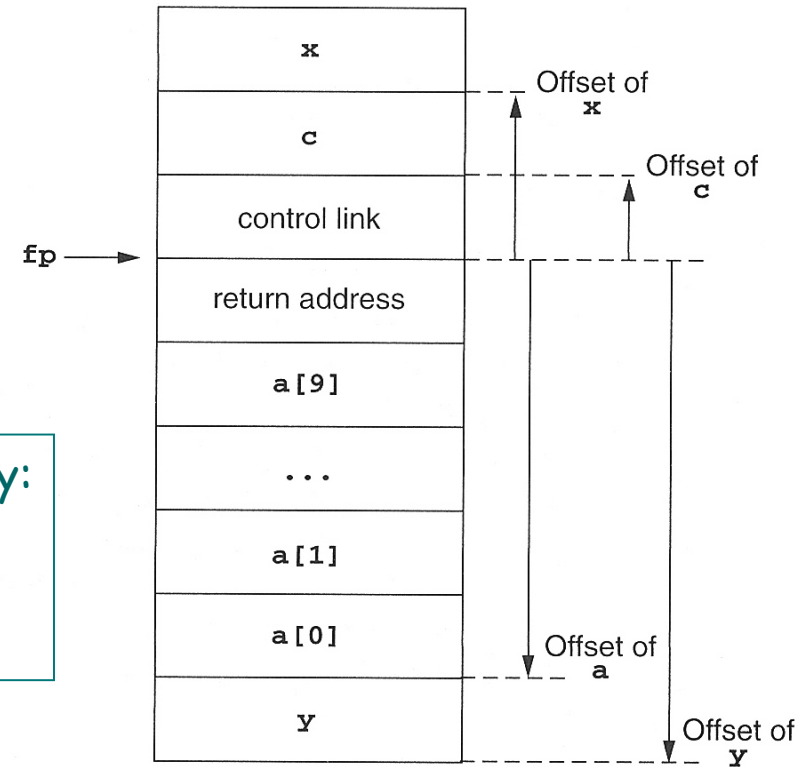 x
Offset of
x
c
Offset of
c
control link
fp
return address
a[9]
y:
...
a[1]
a[0]
Offset of
a
y
Offset of
y